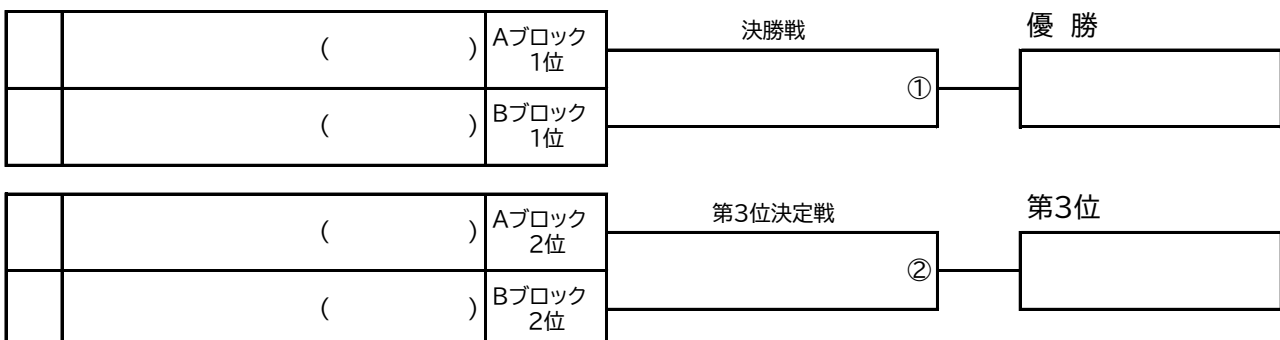 決勝戦
優 勝
( ) Aブロック
1位
①
( ) Bブロック
1位
第3位決定戦
第3位
( ) Aブロック
2位
②
( ) Bブロック
2位